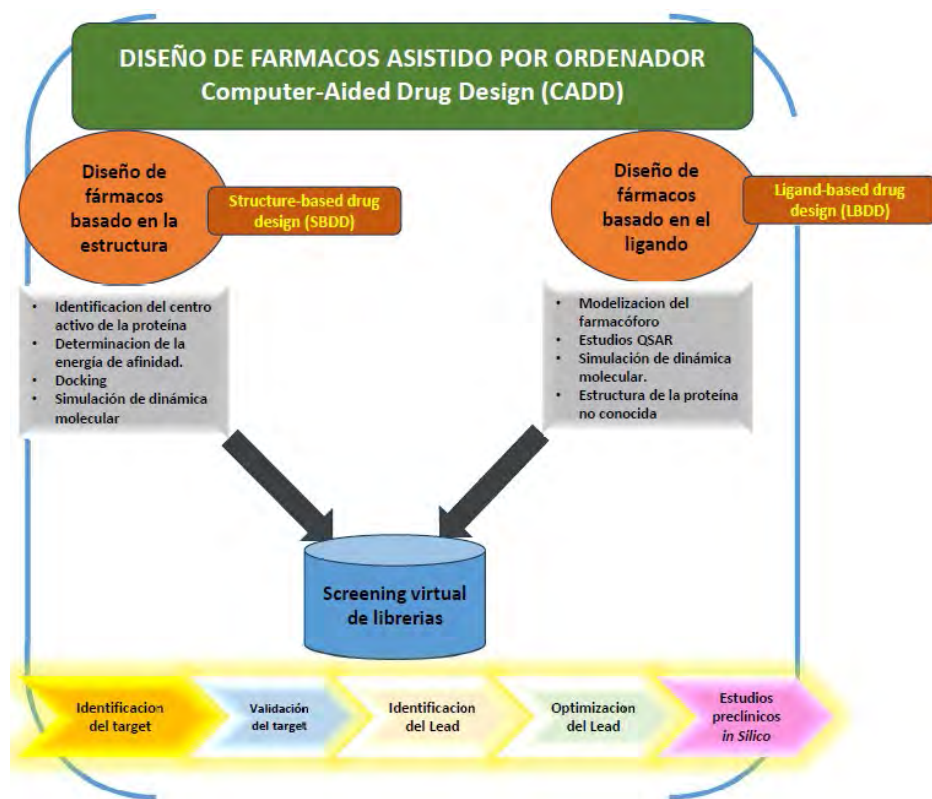 DISEÑO DE FARMACOS ASISTIDO POR ORDENADOR
Computer-Aided Drug Design (CADD)
Diseño de
fármacos
basado en la
estructura
Structure-based drug
design (SBDD)
Diseño de
fármacos
basado en el
ligando
Ligand-based drug
design (LBDD)
• Identificacion del centro
activo de la proteína
• Determinacion de la
energía de afinidad.
• Docking
• Simulación de dinámica
molecular
• Modelizacion del
farmacóforo
• Estudios QSAR
• Simulación de dinámica
molecular.
• Estructura de la proteína
no conocida
Screening virtual
de librerias
Identificacion
del target
Validación
del target
Identificacion
del Lead
Optimizacion
del Lead
Estudios
preclínicos
in Silico